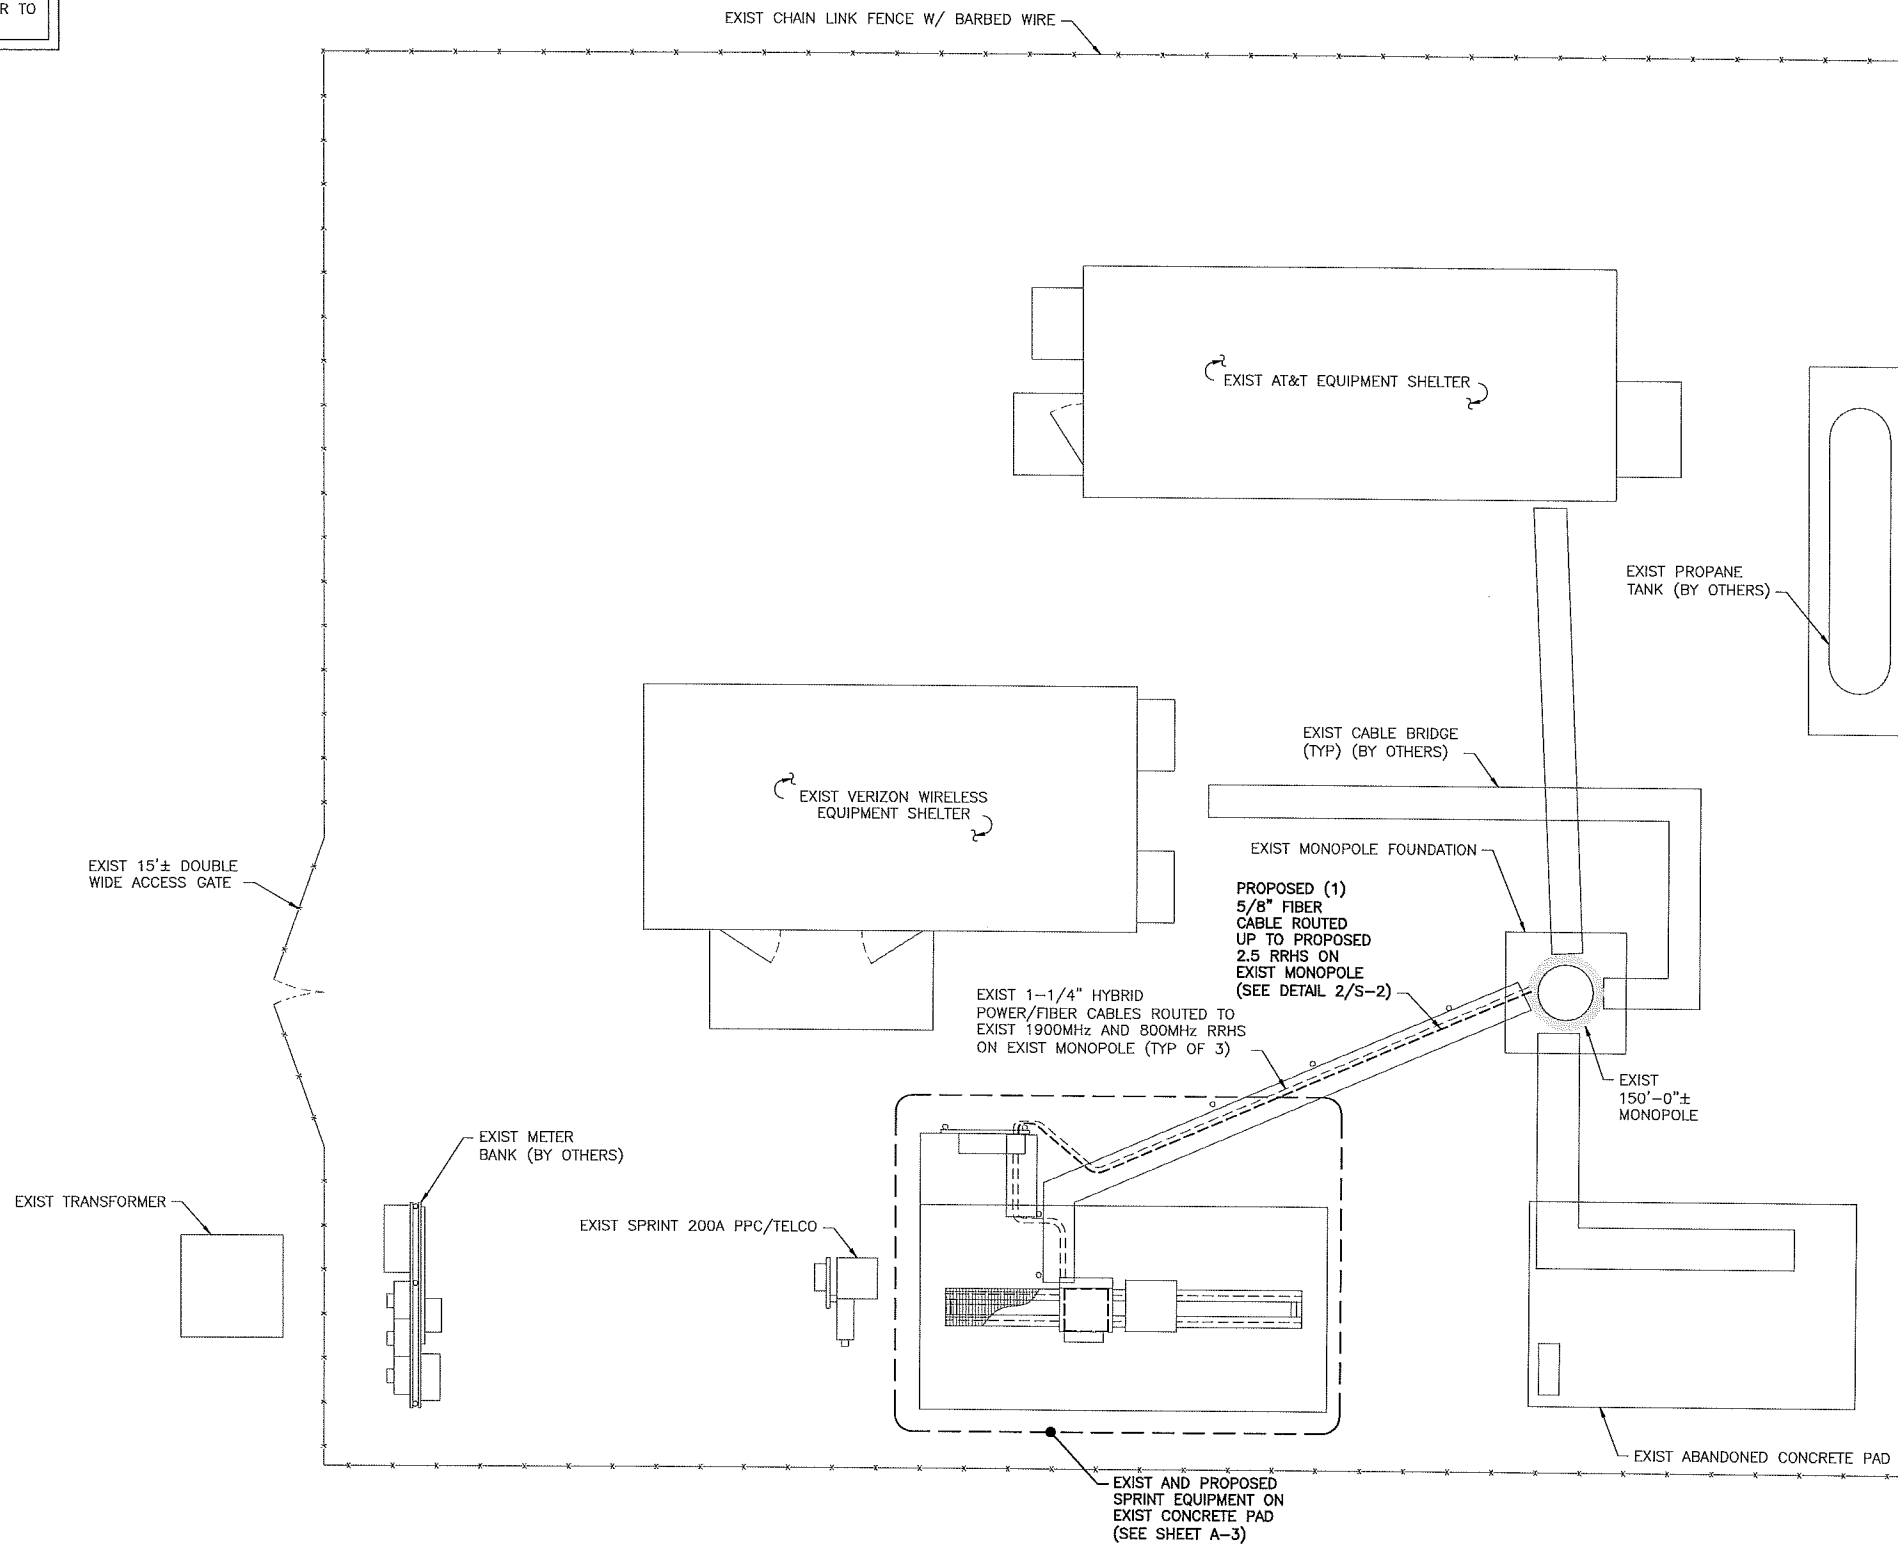 R TO
EXIST CHAIN LINK FENCE W/ BARBED WIRE
EXIST AT&T EQUIPMENT SHELTER
EXIST PROPANE
TANK (BY OTHERS)
EXIST CABLE BRIDGE
(TYP) (BY OTHERS)
EXIST VERIZON WIRELESS
EQUIPMENT SHELTER
EXIST MONOPOLE FOUNDATION
EXIST 15'± DOUBLE
WIDE ACCESS GATE
PROPOSED (1)
5/8" FIBER
CABLE ROUTED
UP TO PROPOSED
2.5 RRHS ON
EXIST MONOPOLE
(SEE DETAIL 2/S-2)
EXIST 1-1/4" HYBRID
POWER/FIBER CABLES ROUTED TO
EXIST 1900MHz AND 800MHz RRHS
ON EXIST MONOPOLE (TYP OF 3)
EXIST
150'-0"±
MONOPOLE
EXIST METER
BANK (BY OTHERS)
EXIST TRANSFORMER
EXIST SPRINT 200A PPC/TELCO
EXIST ABANDONED CONCRETE PAD
EXIST AND PROPOSED
SPRINT EQUIPMENT ON
EXIST CONCRETE PAD
(SEE SHEET A-3)